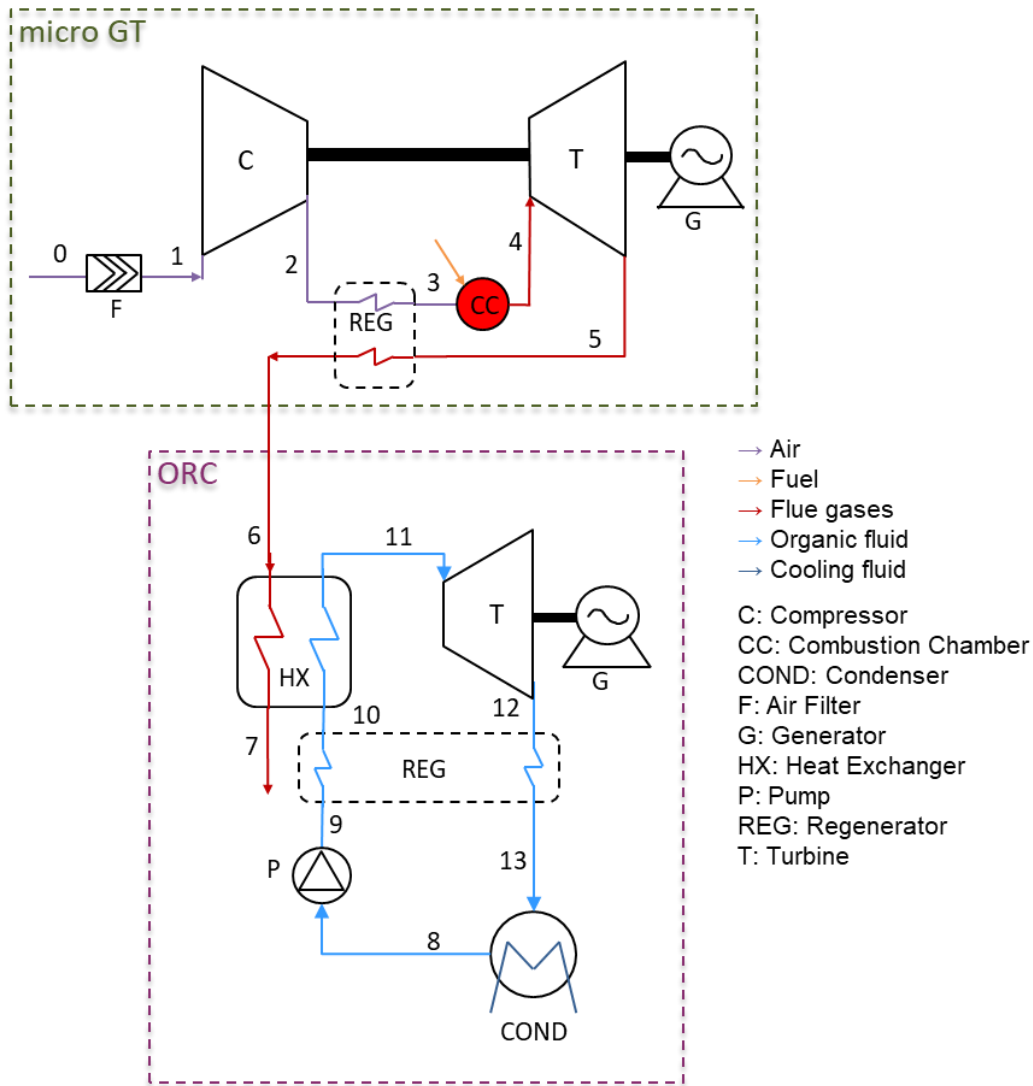 micro GT
C
T
G
0
1
F
2
3
4
CC
REG
5
ORC
6
11
T
G
HX
10
12
7
REG
9
P
13
8
COND
→ Air
→ Fuel
→ Flue gases
→ Organic fluid
→ Cooling fluid
C: Compressor
CC: Combustion Chamber
COND: Condenser
F: Air Filter
G: Generator
HX: Heat Exchanger
P: Pump
REG: Regenerator
T: Turbine